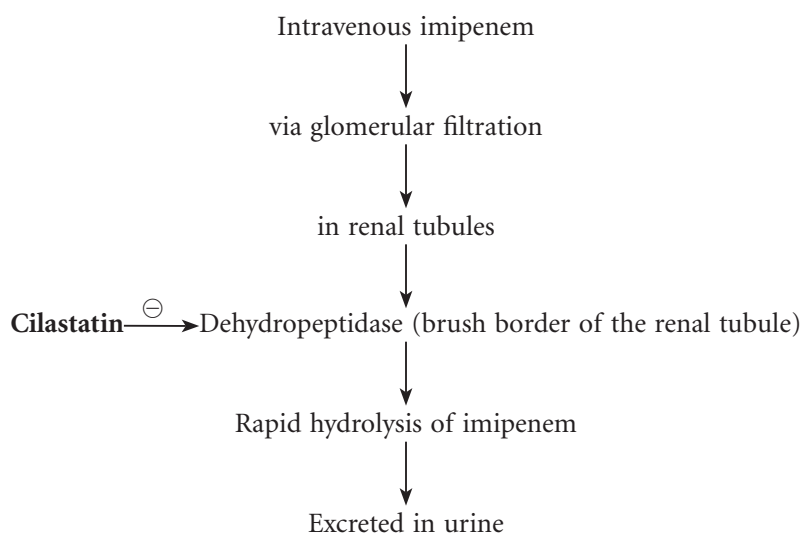 Intravenous imipenem
via glomerular filtration
in renal tubules
Cilastatin ⊖ Dehydropeptidase (brush border of the renal tubule)
Rapid hydrolysis of imipenem
Excreted in urine